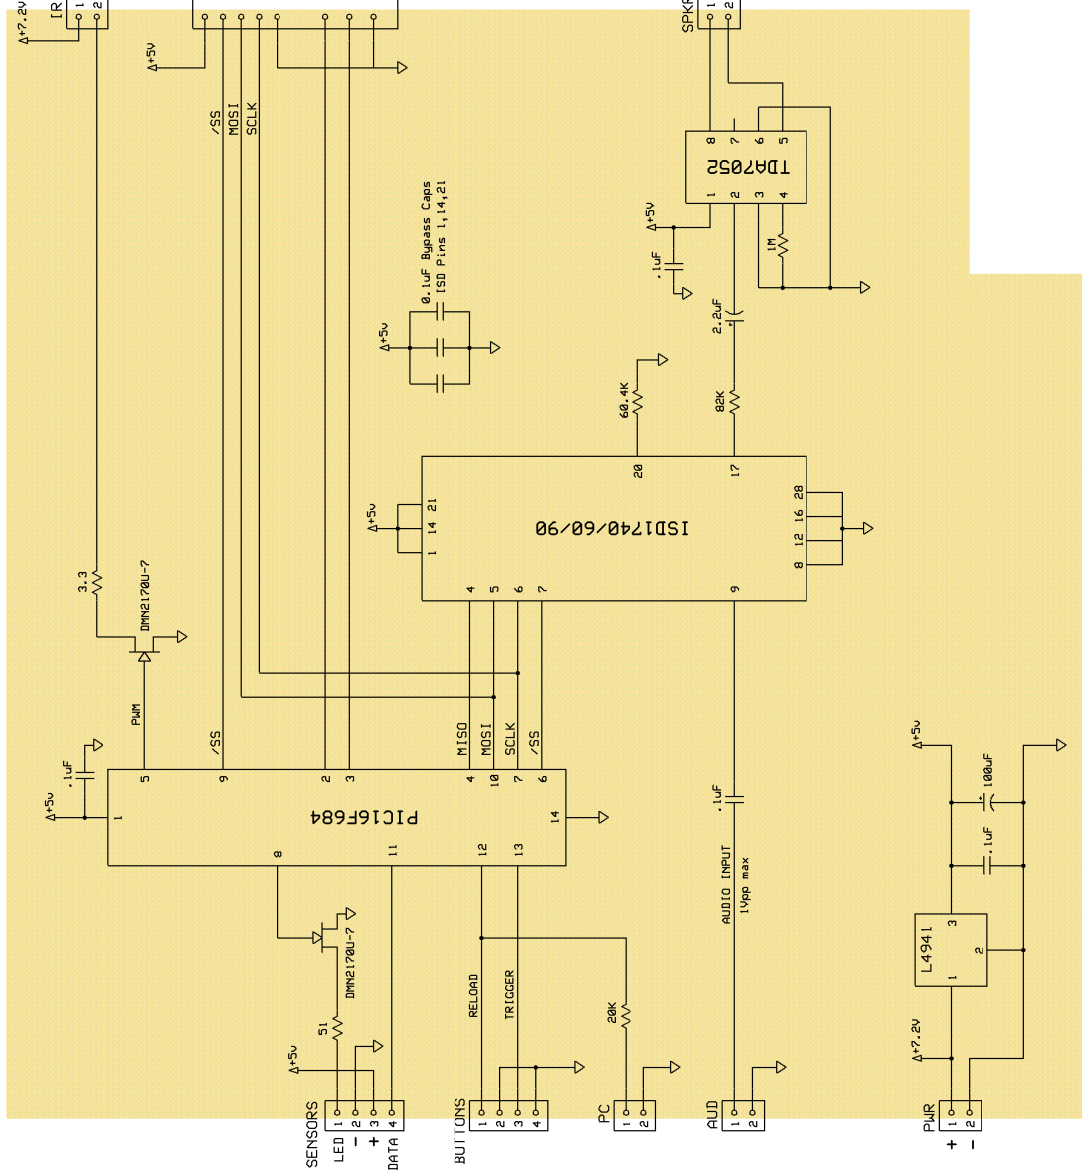 IR
1
2
△+7.2V
+5v
/SS
MOSI
SCLK
SPKR
1
2
8
7
6
5
TDA7052
1
2
3
4
+5v
.1uF
1M
2.2uF
+
0.1uF Bypass Caps
ISD Pins 1,14,21
+5v
60.4K
82K
20
17
+5v
1
14
21
ISD1740/60/90
28
16
12
8
4
5
6
7
9
3.3
DMN2170U-7
PWM
/SS
MISO
MOSI
SCLK
/SS
.1uF
+5v
1
5
9
2
3
4
10
7
6
PIC16F684
14
8
11
12
13
.1uF
AUDIO INPUT
1Vpp max
DMN2170U-7
51
+5v
RELOAD
TRIGGER
20K
+5v
100uF
+
.1uF
L4941
1
2
3
+7.2V
SENSORS
LED
-
+
DATA
1
2
3
4
BUTTONS
1
2
3
4
PC
1
2
AUD
1
2
PWR
+
-
1
2